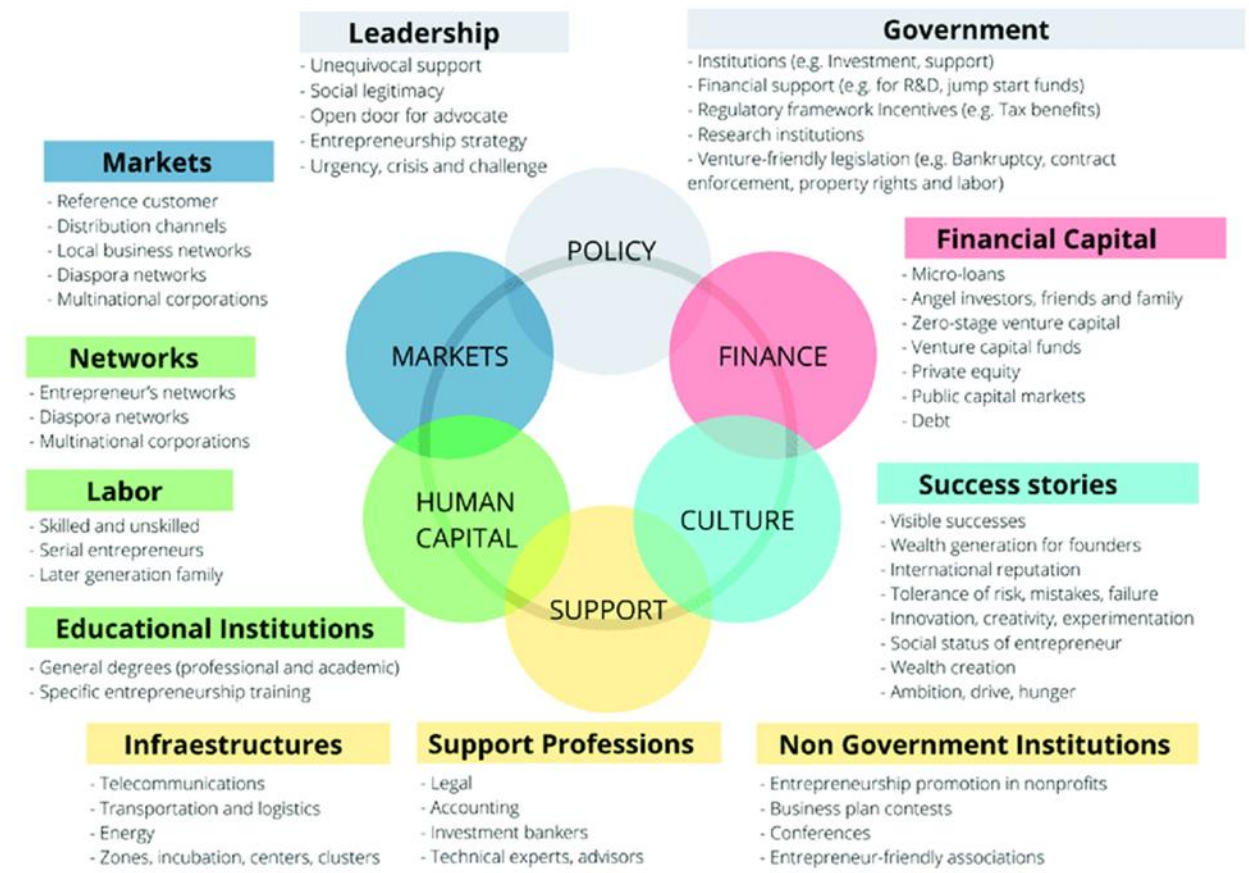 Leadership
- Unequivocal support
- Social legitimacy
- Open door for advocate
- Entrepreneurship strategy
- Urgency, crisis and challenge
Government
- Institutions (e.g. Investment, support)
- Financial support (e.g. for R&D, jump start funds)
- Regulatory framework Incentives (e.g. Tax benefits)
- Research institutions
- Venture-friendly legislation (e.g. Bankruptcy, contract
enforcement, property rights and labor)
Markets
- Reference customer
- Distribution channels
- Local business networks
- Diaspora networks
- Multinational corporations
Networks
- Entrepreneur's networks
- Diaspora networks
- Multinational corporations
Labor
- Skilled and unskilled
- Serial entrepreneurs
- Later generation family
Educational Institutions
- General degrees (professional and academic)
- Specific entrepreneurship training
POLICY
MARKETS
FINANCE
HUMAN
CAPITAL
CULTURE
SUPPORT
Financial Capital
- Micro-loans
- Angel investors, friends and family
- Zero-stage venture capital
- Venture capital funds
- Private equity
- Public capital markets
- Debt
Success stories
- Visible successes
- Wealth generation for founders
- International reputation
- Tolerance of risk, mistakes, failure
- Innovation, creativity, experimentation
- Social status of entrepreneur
- Wealth creation
- Ambition, drive, hunger
Infraestructures
- Telecommunications
- Transportation and logistics
- Energy
- Zones, incubation, centers, clusters
Support Professions
- Legal
- Accounting
- Investment bankers
- Technical experts, advisors
Non Government Institutions
- Entrepreneurship promotion in nonprofits
- Business plan contests
- Conferences
- Entrepreneur-friendly associations